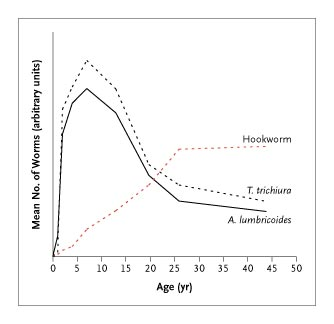 Mean No. of Worms (arbitrary units)
Hookworm
T. trichiura
A. lumbricoides
0 5 10 15 20 25 30 35 40 45 50
Age (yr)